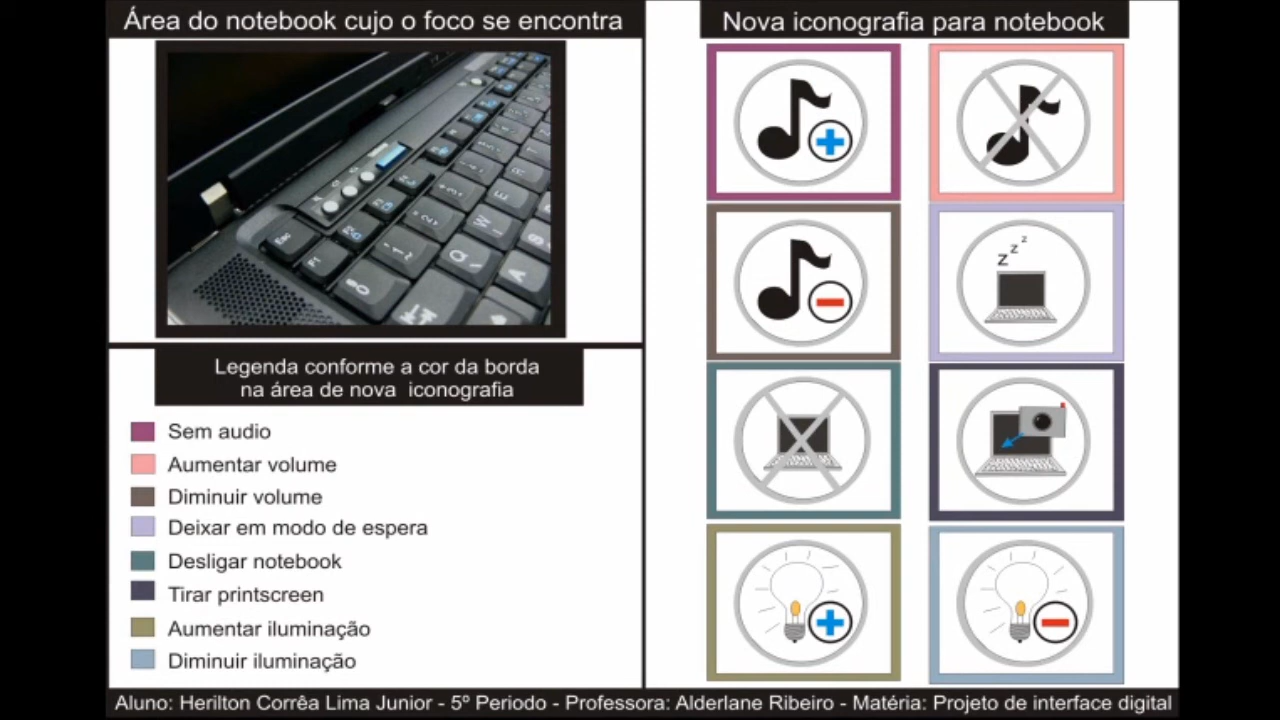 Área do notebook cujo o foco se encontra
Nova iconografia para notebook
Esc
F1
Q
W
E
A
S
z z z
Legenda conforme a cor da borda
na área de nova iconografia
Sem audio
Aumentar volume
Diminuir volume
Deixar em modo de espera
Desligar notebook
Tirar printscreen
Aumentar iluminação
Diminuir iluminação
Aluno: Herilton Corrêa Lima Junior - 5º Periodo - Professora: Alderlane Ribeiro - Matéria: Projeto de interface digital